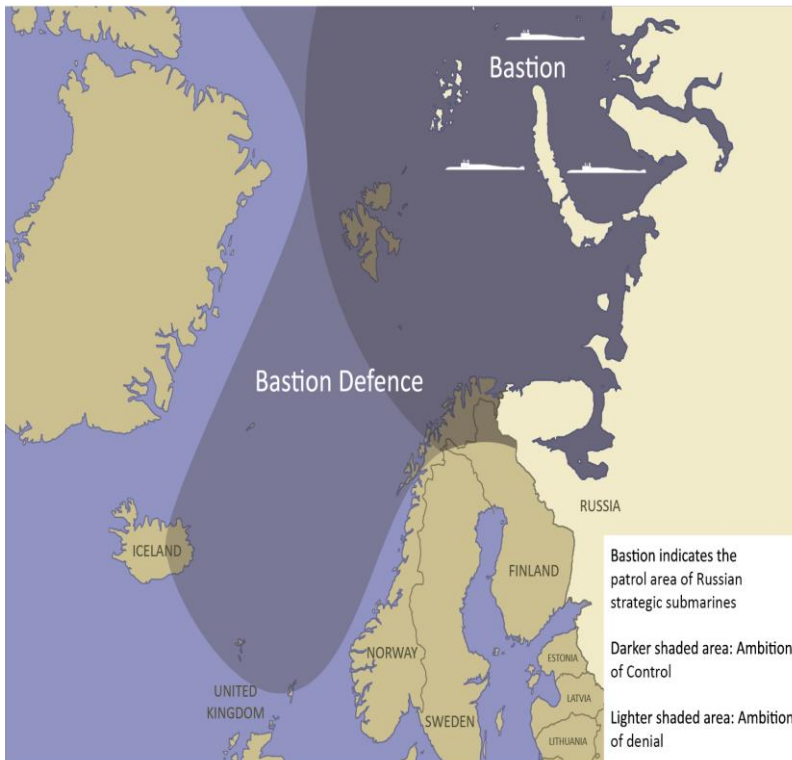 Bastion
Bastion Defence
ICELAND
RUSSIA
FINLAND
NORWAY
SWEDEN
UNITED
KINGDOM
ESTONIA
LATVIA
LITHUANIA
Bastion indicates the
patrol area of Russian
strategic submarines
Darker shaded area: Ambition
of Control
Lighter shaded area: Ambition
of denial